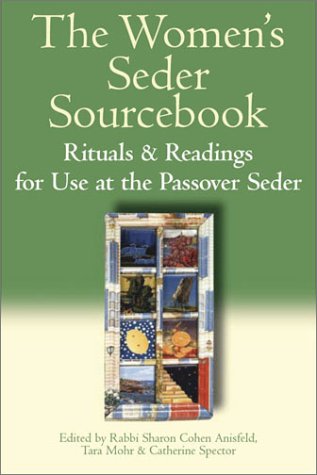 The Women's
Seder
Sourcebook
Rituals & Readings
for Use at the Passover Seder
Edited by Rabbi Sharon Cohen Anisfeld,
Tara Mohr & Catherine Spector